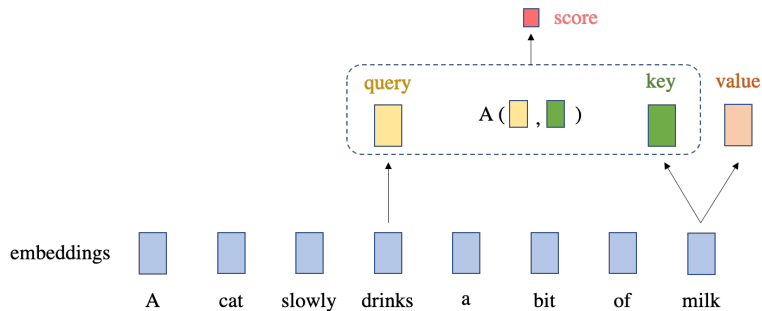 score
query key value
A ( , )
embeddings
A cat slowly drinks a bit of milk